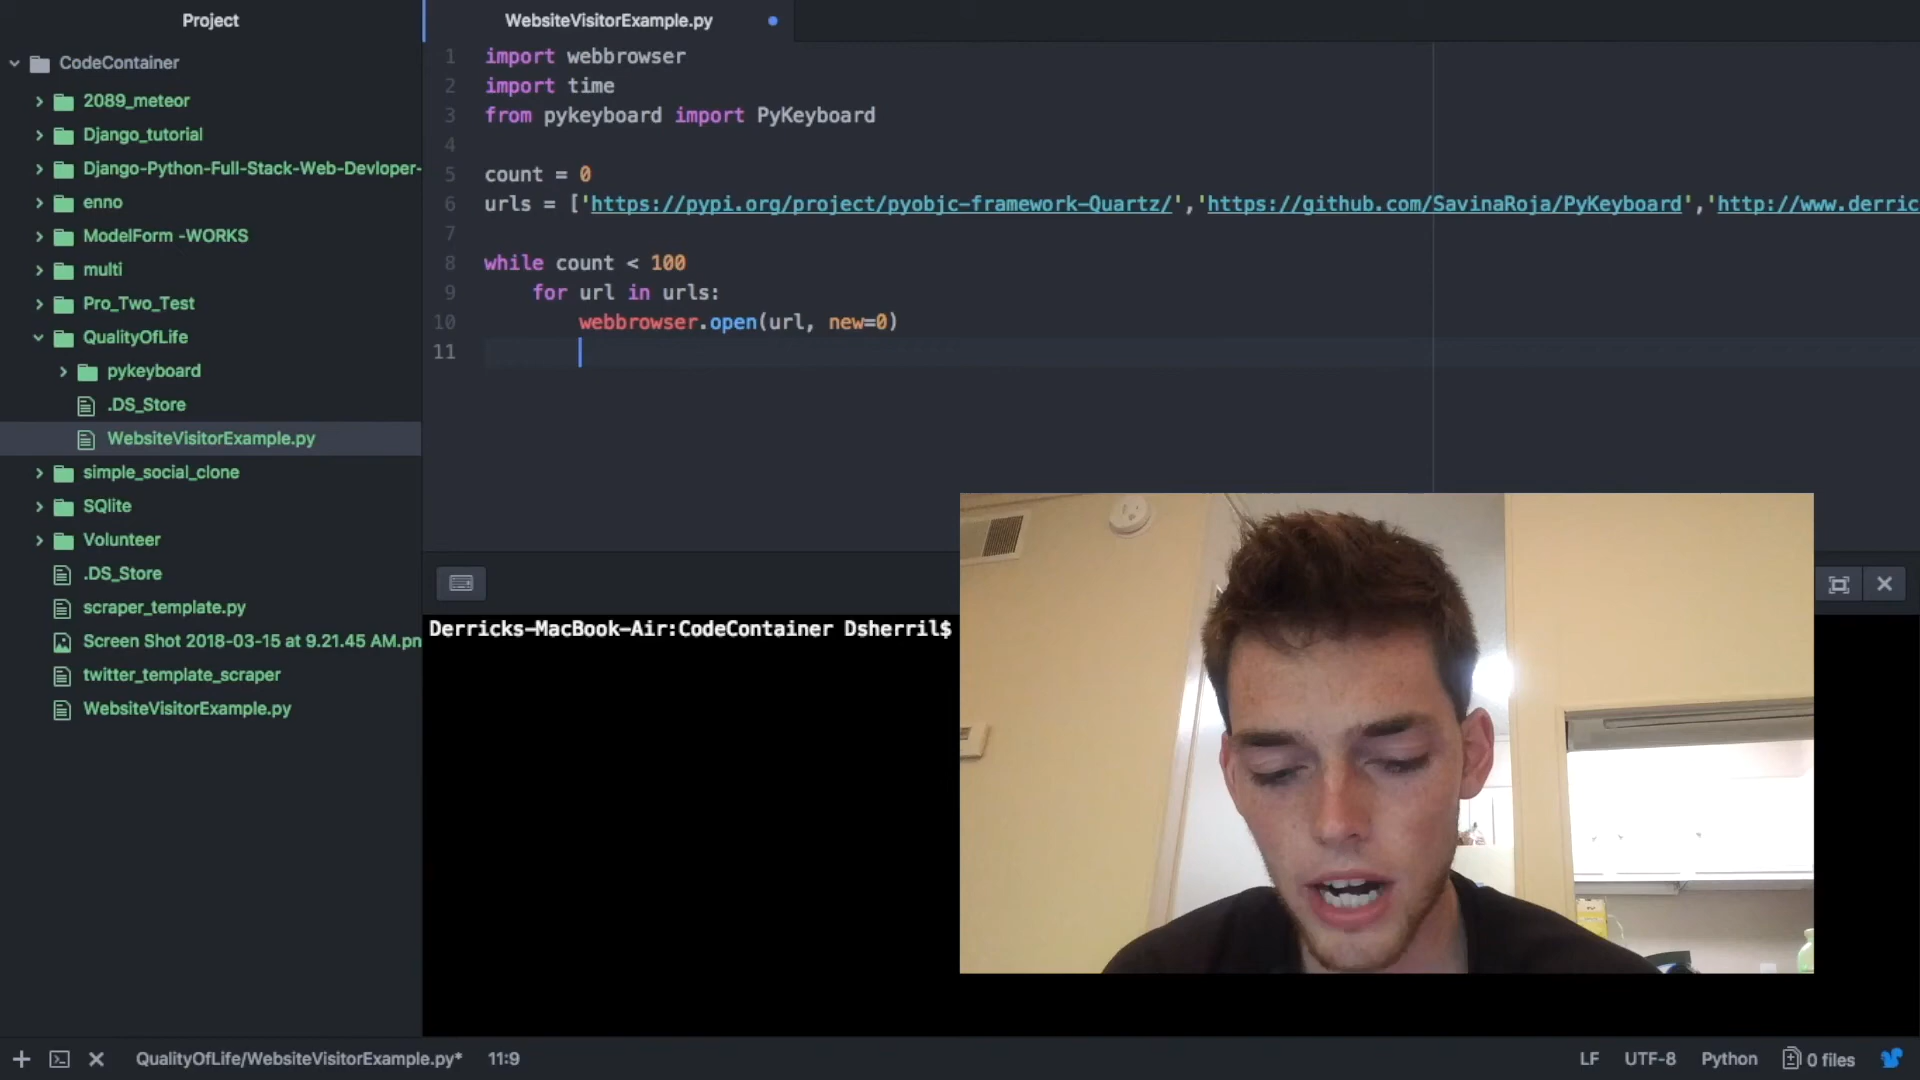 Project
WebsiteVisitorExample.py
CodeContainer
2089_meteor
Django_tutorial
Django-Python-Full-Stack-Web-Devloper-
enno
ModelForm -WORKS
multi
Pro_Two_Test
QualityOfLife
pykeyboard
.DS_Store
WebsiteVisitorExample.py
simple_social_clone
SQlite
Volunteer
.DS_Store
scraper_template.py
Screen Shot 2018-03-15 at 9.21.45 AM.pn
twitter_template_scraper
WebsiteVisitorExample.py
1 import webbrowser
2 import time
3 from pykeyboard import PyKeyboard
4
5 count = 0
6 urls = ['https://pypi.org/project/pyobjc-framework-Quartz/','https://github.com/SavinaRoja/PyKeyboard','http://www.derric
7
8 while count < 100
9 for url in urls:
10 webbrowser.open(url, new=0)
11
Derricks-MacBook-Air:CodeContainer Dsherril$
QualityOfLife/WebsiteVisitorExample.py* 11:9 LF UTF-8 Python 0 files